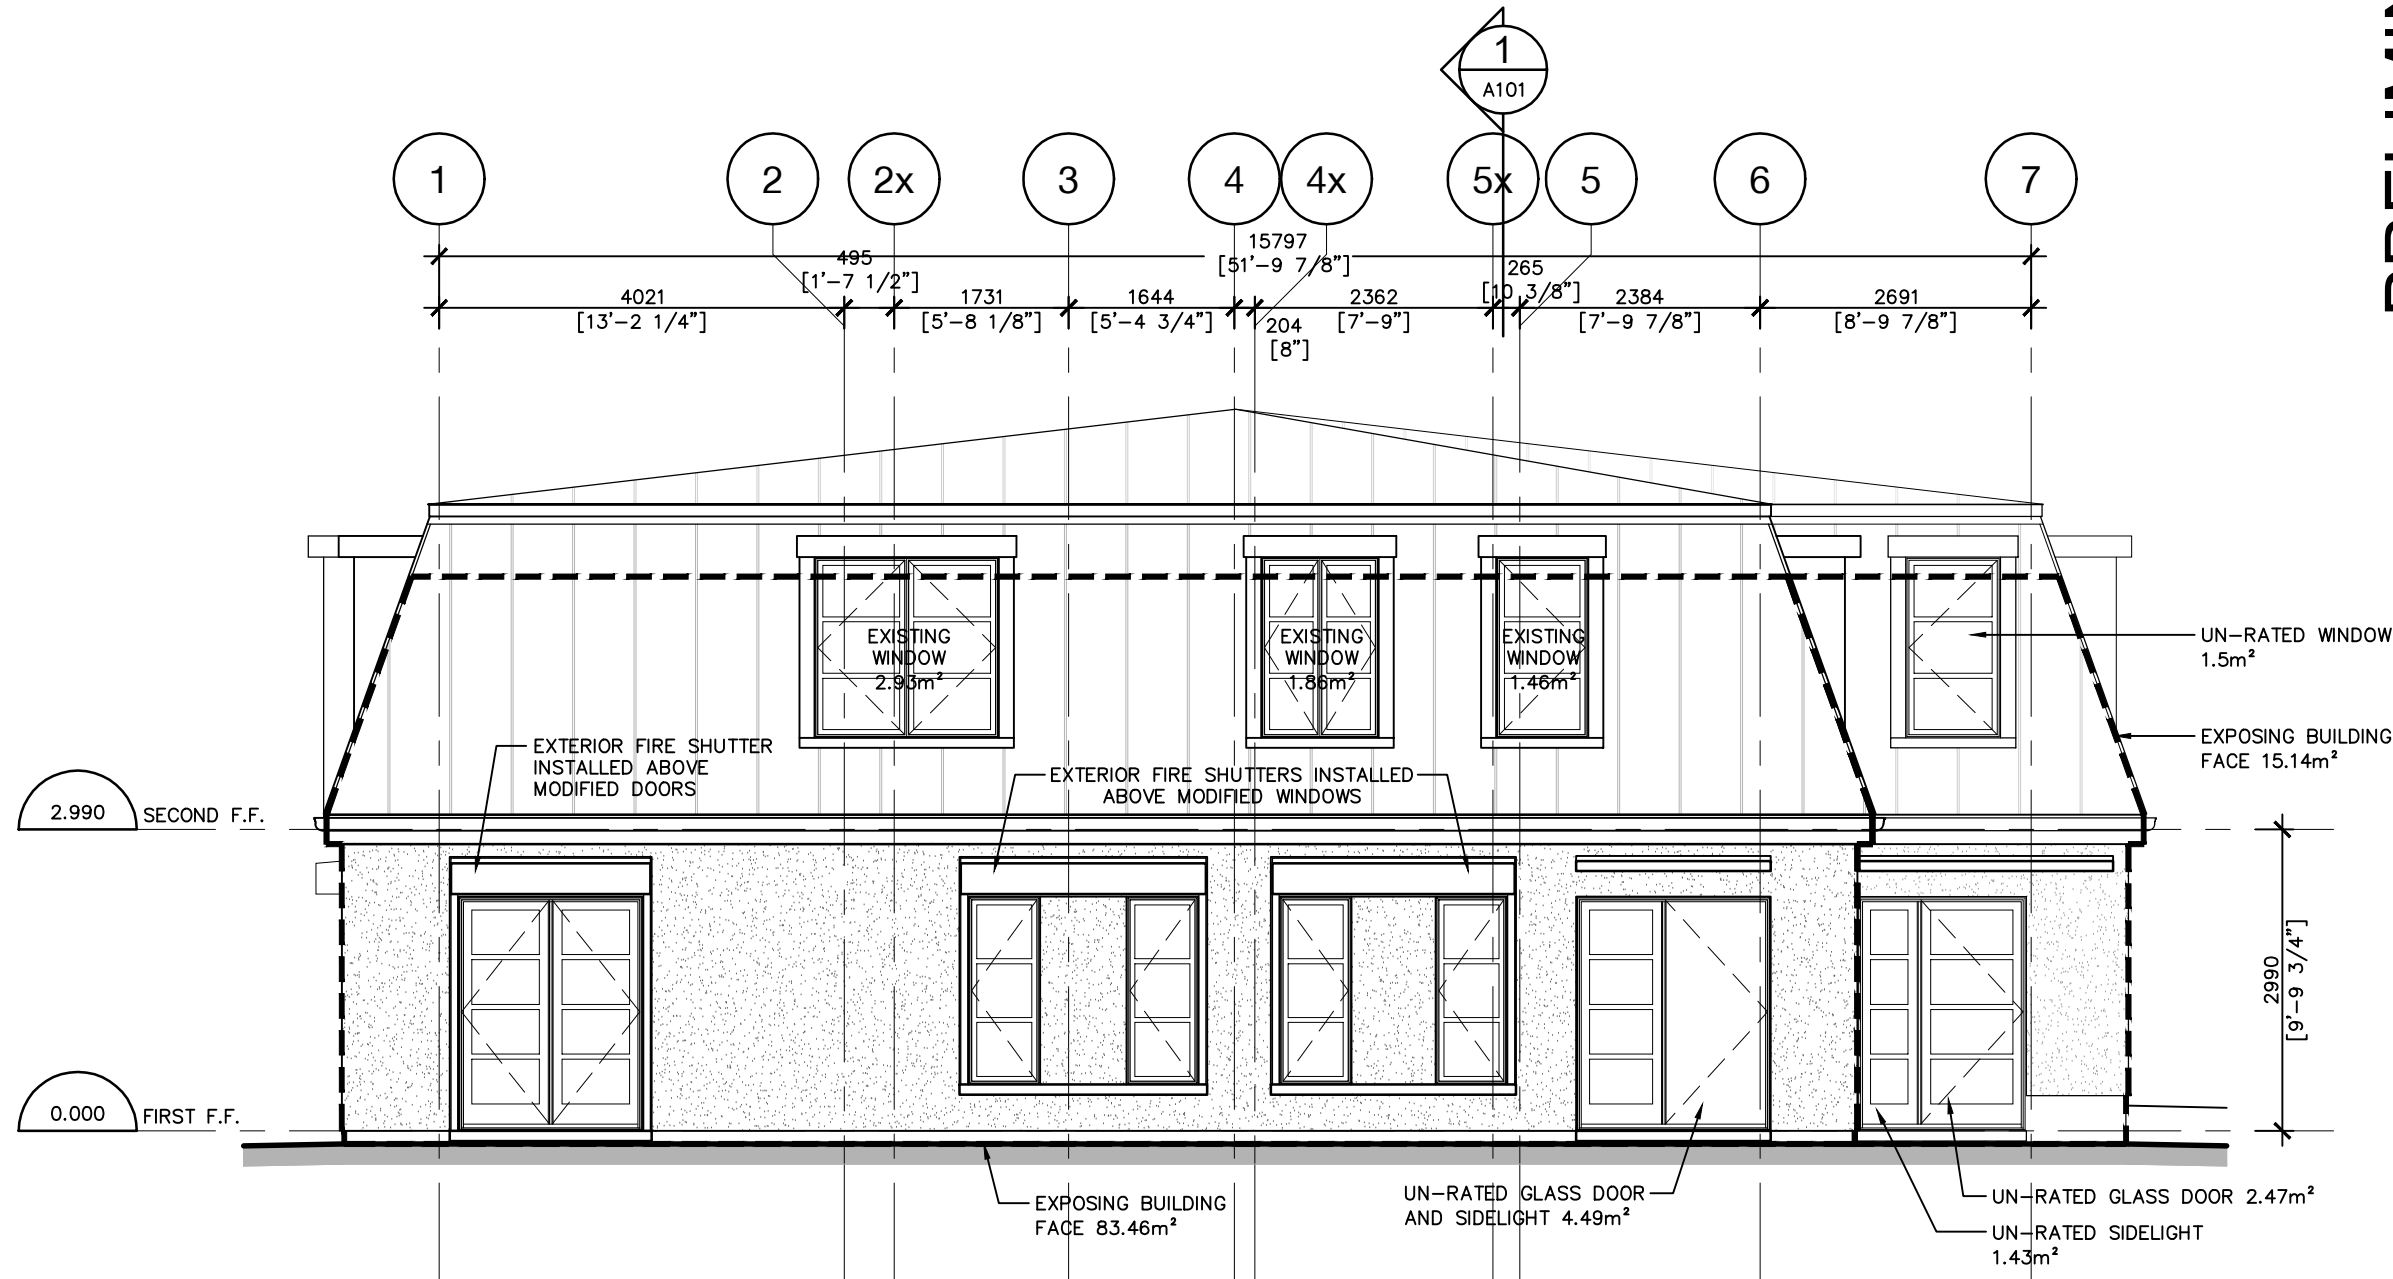 1
A101
1
2
2x
3
4
4x
5x
5
6
7
15797
[51'-9 7/8"]
495
[1'-7 1/2"]
265
[10 3/8"]
4021
[13'-2 1/4"]
1731
[5'-8 1/8"]
1644
[5'-4 3/4"]
204
[8"]
2362
[7'-9"]
2384
[7'-9 7/8"]
2691
[8'-9 7/8"]
EXISTING
WINDOW
2.93m²
EXISTING
WINDOW
1.86m²
EXISTING
WINDOW
1.46m²
UN-RATED WINDOW
1.5m²
EXPOSING BUILDING
FACE 15.14m²
EXTERIOR FIRE SHUTTER
INSTALLED ABOVE
MODIFIED DOORS
EXTERIOR FIRE SHUTTERS INSTALLED
ABOVE MODIFIED WINDOWS
2.990
SECOND F.F.
0.000
FIRST F.F.
2990
[9'-9 3/4"]
EXPOSING BUILDING
FACE 83.46m²
UN-RATED GLASS DOOR
AND SIDELIGHT 4.49m²
UN-RATED GLASS DOOR 2.47m²
UN-RATED SIDELIGHT
1.43m²